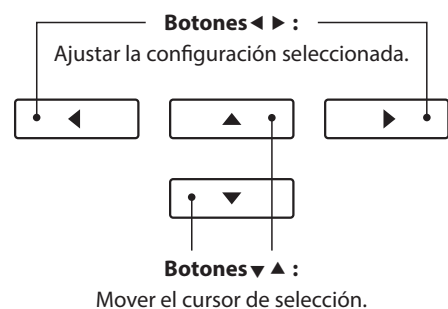 Botones ◀ ▶ :
Ajustar la configuración seleccionada.
◀ ▲ ▶
▼
Botones ▼ ▲ :
Mover el cursor de selección.